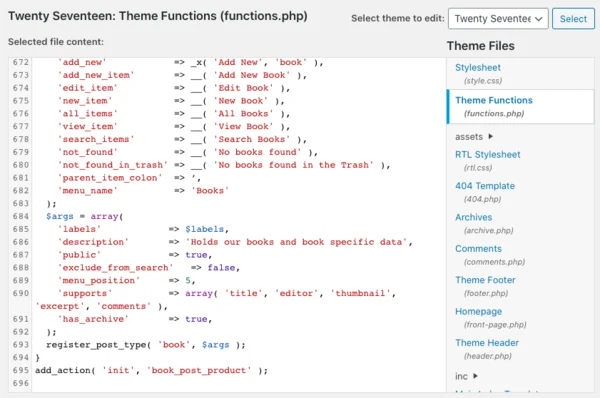 Twenty Seventeen: Theme Functions (functions.php)
Select theme to edit: Twenty Sevente Select
Selected file content:
Theme Files
672 'add_new' => _x( 'Add New', 'book' ),
673 'add_new_item' => __( 'Add New Book' ),
674 'edit_item' => __( 'Edit Book' ),
675 'new_item' => __( 'New Book' ),
676 'all_items' => __( 'All Books' ),
677 'view_item' => __( 'View Book' ),
678 'search_items' => __( 'Search Books' ),
679 'not_found' => __( 'No books found' ),
680 'not_found_in_trash' => __( 'No books found in the Trash' ),
681 'parent_item_colon' => ’,
682 'menu_name' => 'Books'
683 );
684 $args = array(
685 'labels' => $labels,
686 'description' => 'Holds our books and book specific data',
687 'public' => true,
688 'exclude_from_search' => false,
689 'menu_position' => 5,
690 'supports' => array( 'title', 'editor', 'thumbnail',
'excerpt', 'comments' ),
691 'has_archive' => true,
692 );
693 register_post_type( 'book', $args );
694 }
695 add_action( 'init', 'book_post_product' );
696
Stylesheet
(style.css)
Theme Functions
(functions.php)
assets
RTL Stylesheet
(rtl.css)
404 Template
(404.php)
Archives
(archive.php)
Comments
(comments.php)
Theme Footer
(footer.php)
Homepage
(front-page.php)
Theme Header
(header.php)
inc